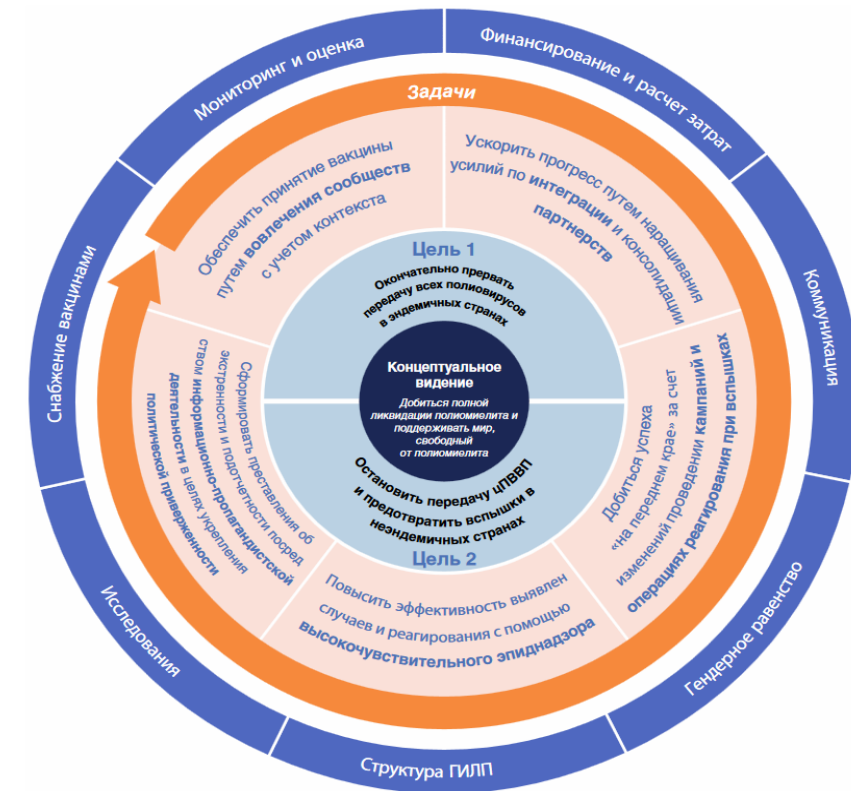 Мониторинг и оценка
Финансирование и расчет затрат
Коммуникация
Гендерное равенство
Структура ГИЛП
Исследования
Снабжение вакцинами
Задачи
Обеспечить принятие вакцины
путем вовлечения сообществ
с учетом контекста
Ускорить прогресс путем наращивания
усилий по интеграции и консолидации
партнерств
Добиться успеха
«на переднем крае» за счет
изменений проведении кампаний и
операциях реагирования при вспышках
Повысить эффективность выявлен
случаев и реагирования с помощью
высокочувствительного эпиднадзора
Сформировать преставления об
экстренности и подотчетности посред
ством информационно-пропагандистской
деятельности в целях укрепления
политической приверженности
Цель 1
Окончательно прервать
передачу всех полиовирусов
в эндемичных странах
Концептуальное
видение
Добиться полной
ликвидации полиомиелита и
поддерживать мир,
свободный
от полиомиелита
Остановить передачу цПВВП
и предотвратить вспышки в
неэндемичных странах
Цель 2